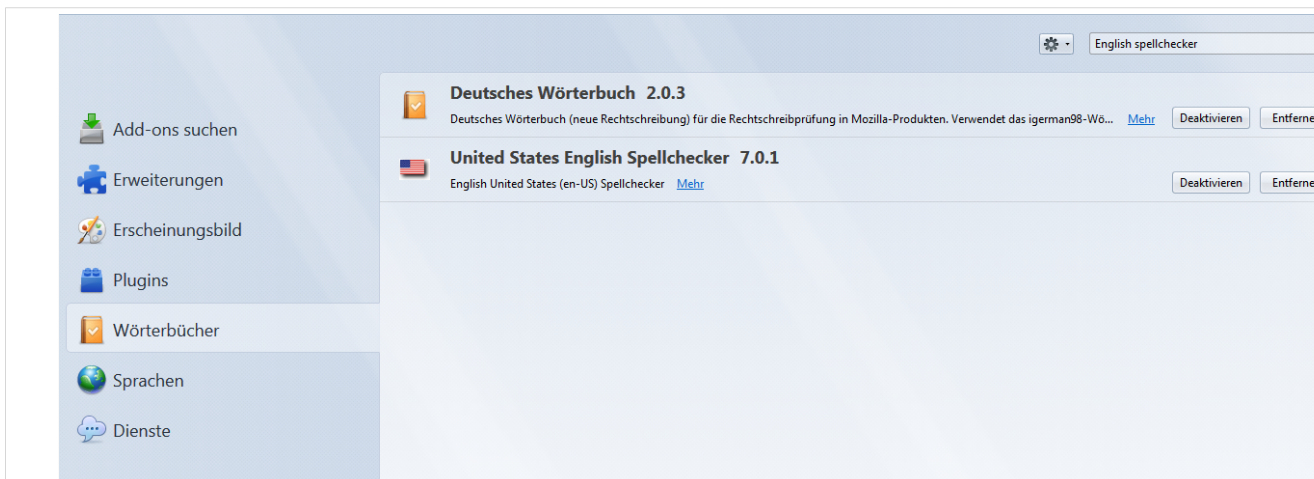 English spellchecker
Add-ons suchen
Erweiterungen
Erscheinungsbild
Plugins
Wörterbücher
Sprachen
Dienste
Deutsches Wörterbuch 2.0.3
Deutsches Wörterbuch (neue Rechtschreibung) für die Rechtschreibprüfung in Mozilla-Produkten. Verwendet das igerman98-Wö... Mehr Deaktivieren Entferne
United States English Spellchecker 7.0.1
English United States (en-US) Spellchecker Mehr Deaktivieren Entferne